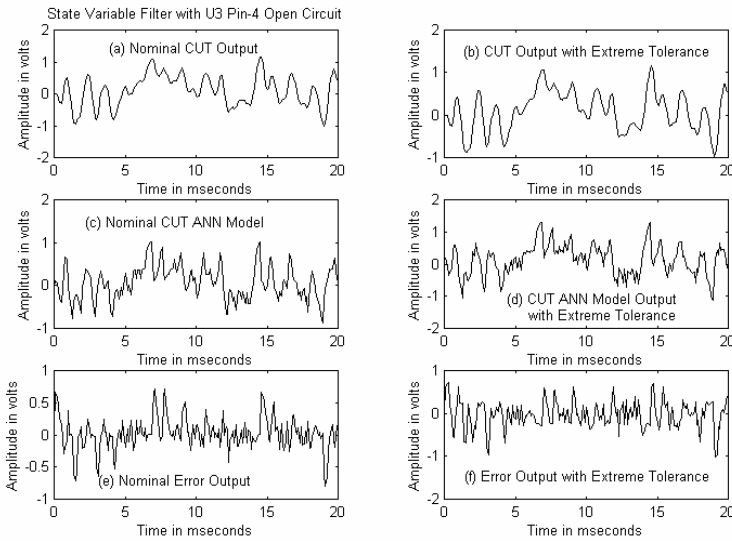 State Variable Filter with U3 Pin-4 Open Circuit
2
1
0
-1
-2
Amplitude in volts
(a) Nominal CUT Output
0 5 10 15 20
Time in mseconds
2
1
0
-1
Amplitude in volts
(b) CUT Output with Extreme Tolerance
0 5 10 15 20
Time in mseconds
2
1
0
-1
Amplitude in volts
(c) Nominal CUT ANN Model
0 5 10 15 20
Time in mseconds
2
1
0
-1
-2
Amplitude in volts
(d) CUT ANN Model Output
with Extreme Tolerance
0 5 10 15 20
Time in mseconds
1
0.5
0
-0.5
-1
Amplitude in volts
(e) Nominal Error Output
0 5 10 15 20
Time in mseconds
1
0
-1
-2
Amplitude in volts
(f) Error Output with Extreme Tolerance
0 5 10 15 20
Time in mseconds